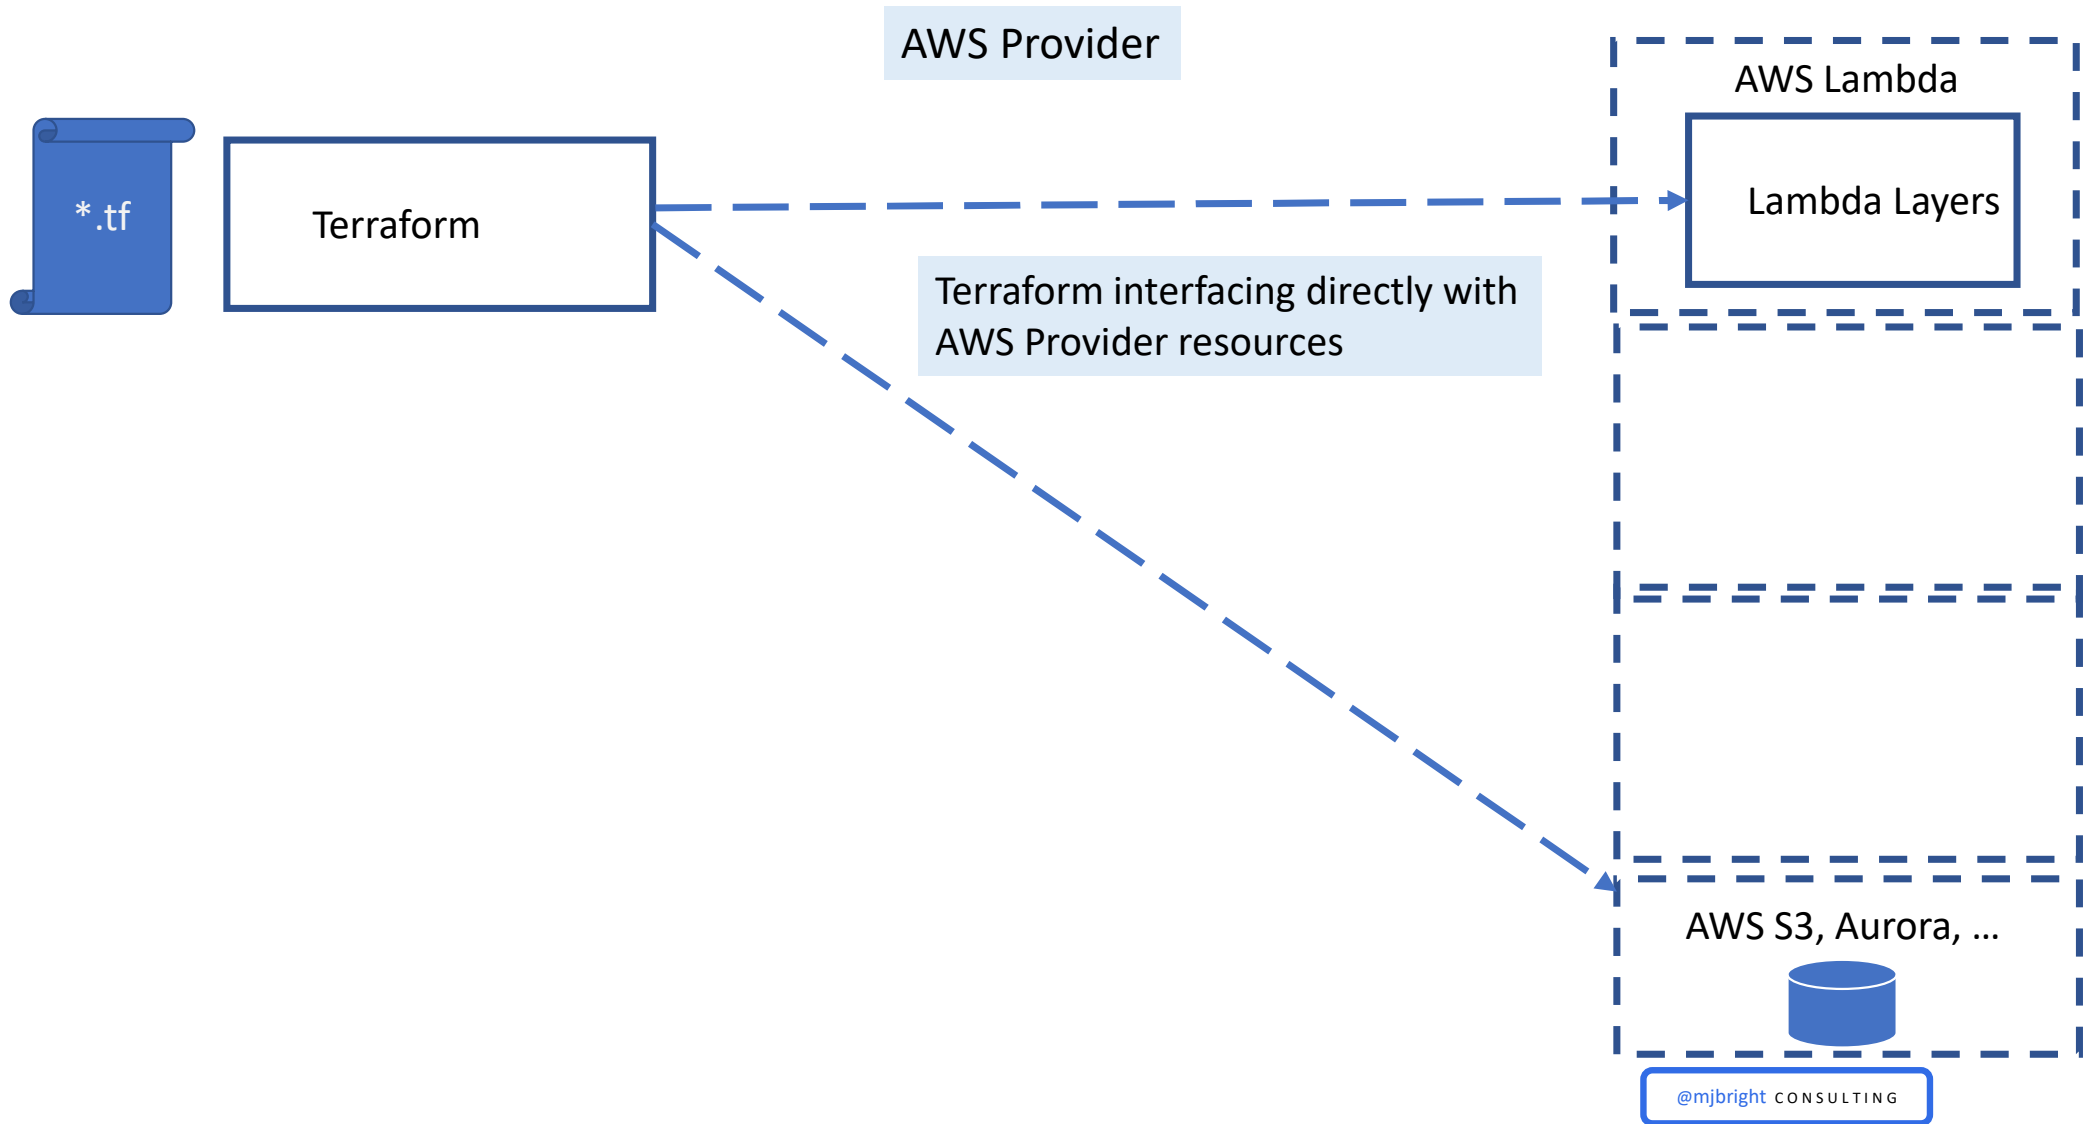 AWS Provider
AWS Lambda
*.tf
Terraform
Lambda Layers
Terraform interfacing directly with
AWS Provider resources
AWS S3, Aurora, …
@mjbright CONSULTING